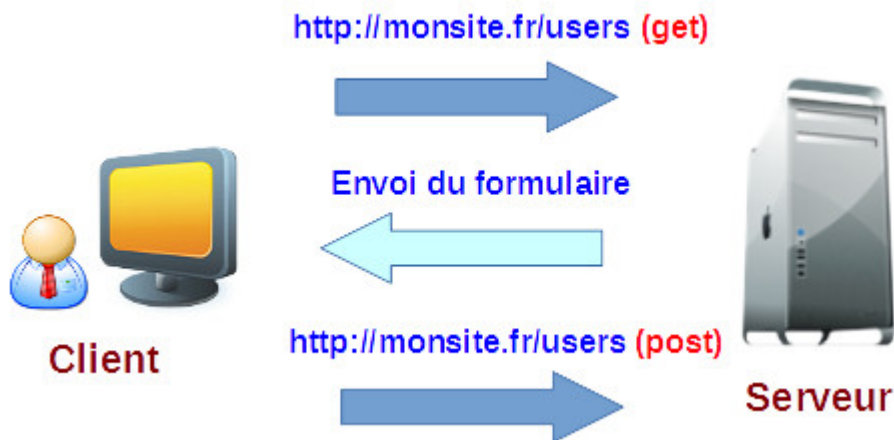 http://monsite.fr/users (get)
Envoi du formulaire
Client
http://monsite.fr/users (post)
Serveur